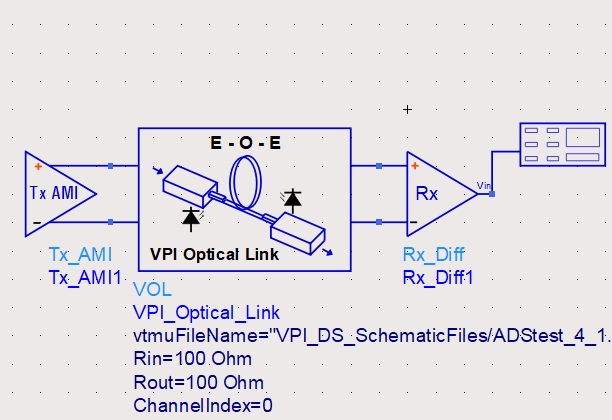 E - O - E
+
-
Tx AMI
+
-
Rx
Vin
VPI Optical Link
Tx_AMI
Tx_AMI1
Rx_Diff
Rx_Diff1
VOL
VPI_Optical_Link
vtmuFileName="VPI_DS_SchematicFiles/ADStest_4_1.
Rin=100 Ohm
Rout=100 Ohm
ChannelIndex=0